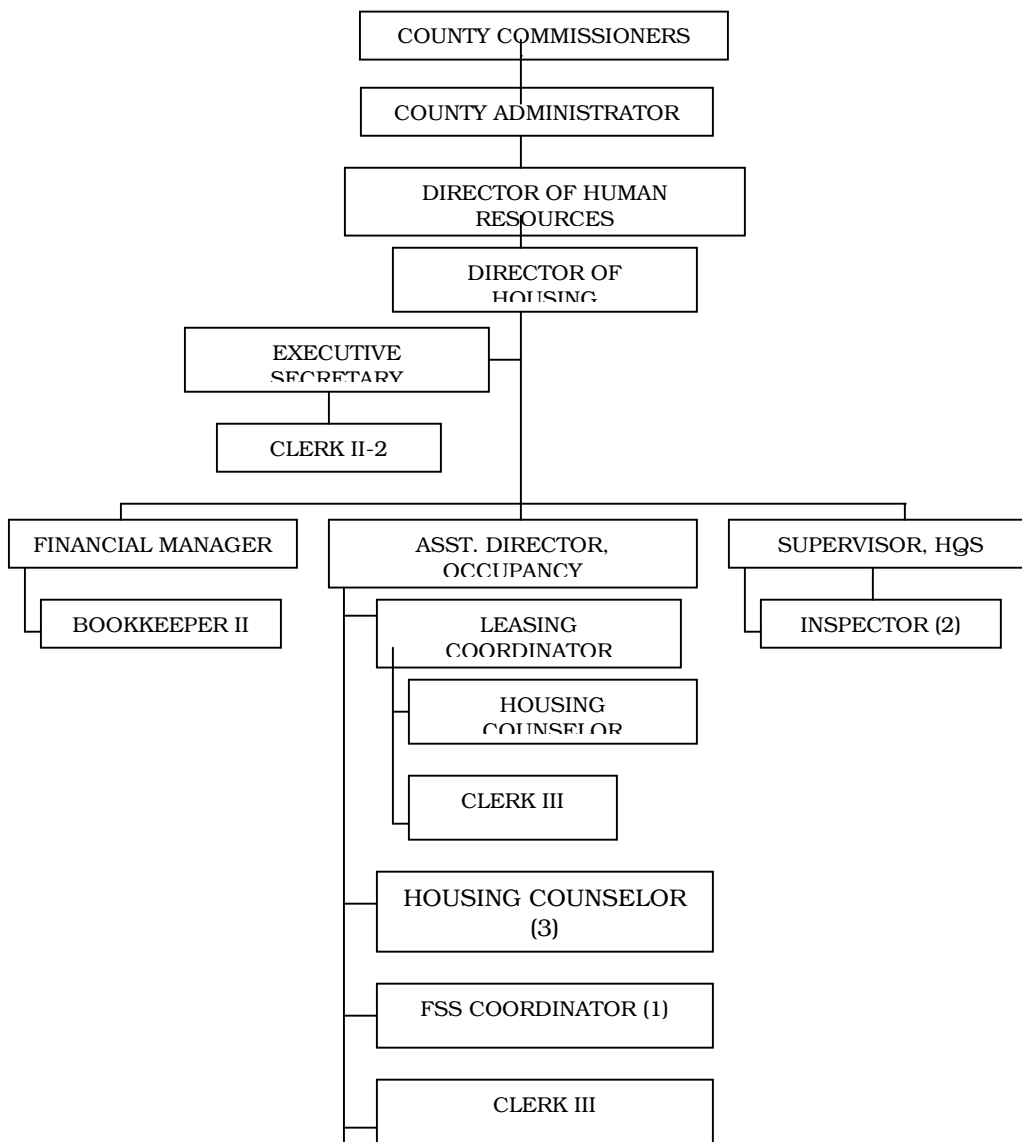 COUNTY COMMISSIONERS
COUNTY ADMINISTRATOR
DIRECTOR OF HUMAN
RESOURCES
DIRECTOR OF
HOUSING
EXECUTIVE
SECRETARY
CLERK II-2
FINANCIAL MANAGER
BOOKKEEPER II
ASST. DIRECTOR,
OCCUPANCY
LEASING
COORDINATOR
HOUSING
COUNSELOR
CLERK III
HOUSING COUNSELOR
(3)
FSS COORDINATOR (1)
CLERK III
SUPERVISOR, HQS
INSPECTOR (2)